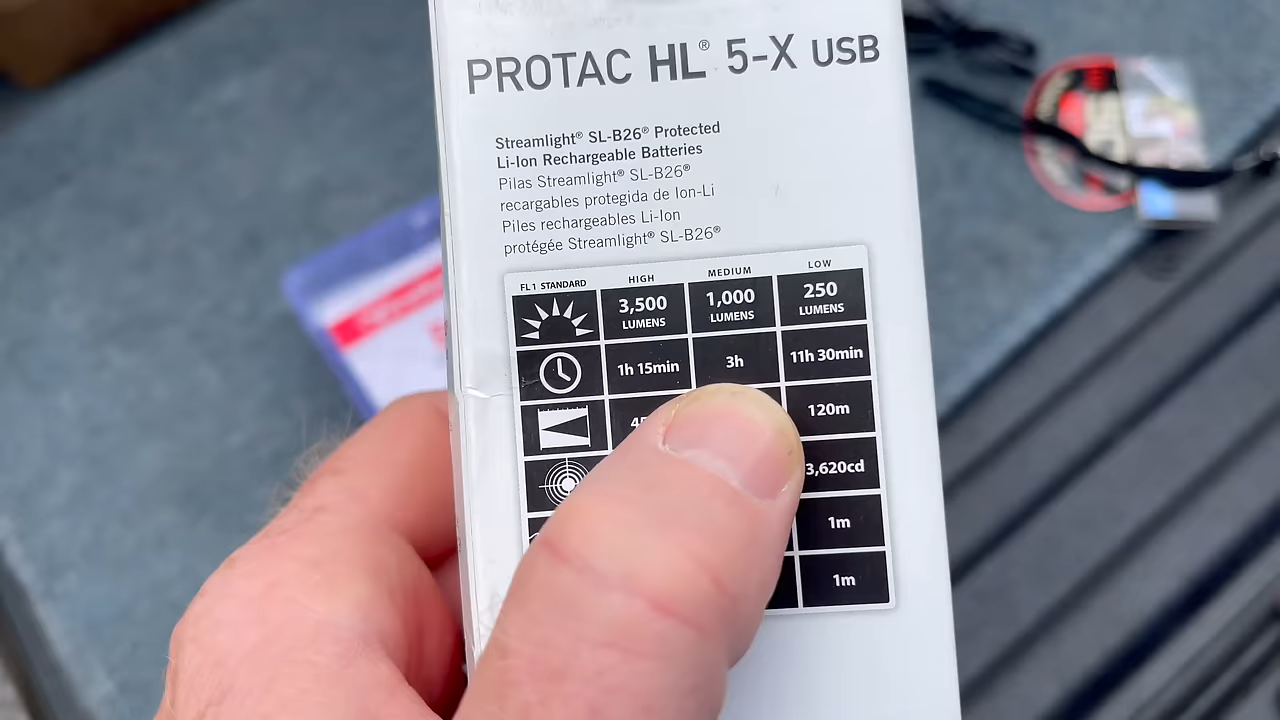 PROTAC HL® 5-X USB
Streamlight® SL-B26® Protected
Li-Ion Rechargeable Batteries
Pilas Streamlight® SL-B26®
recargables protegida de Ion-Li
Piles rechargeables Li-Ion
protégée Streamlight® SL-B26®
FL1 STANDARD HIGH MEDIUM LOW
3,500 LUMENS 1,000 LUMENS 250 LUMENS
1h 15min 3h 11h 30min
120m
3,620cd
1m
1m